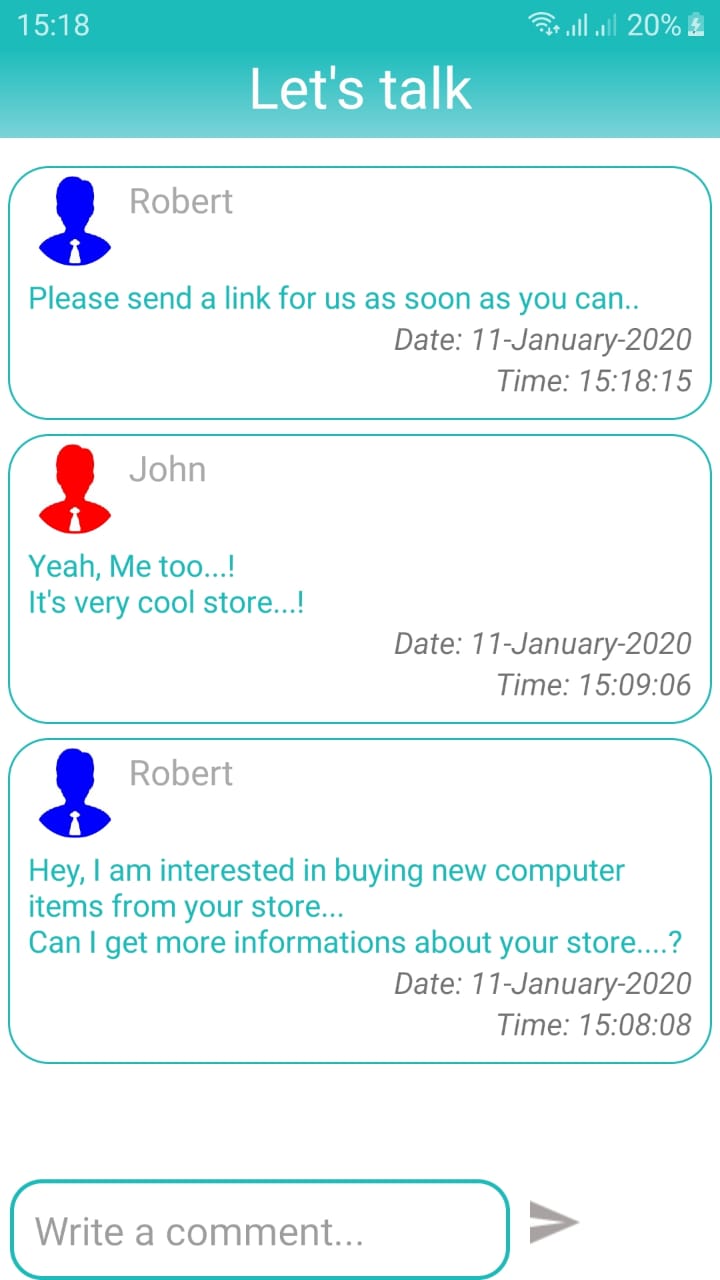 15:18
20%
Let's talk
Robert
Please send a link for us as soon as you can..
Date: 11-January-2020
Time: 15:18:15
John
Yeah, Me too...!
It's very cool store...!
Date: 11-January-2020
Time: 15:09:06
Robert
Hey, I am interested in buying new computer
items from your store...
Can I get more informations about your store....?
Date: 11-January-2020
Time: 15:08:08
Write a comment...